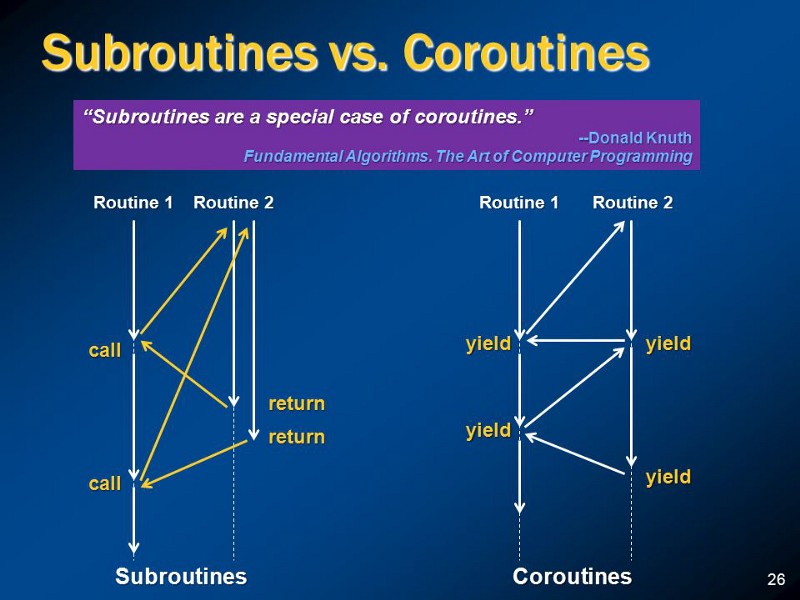 Subroutines vs. Coroutines
“Subroutines are a special case of coroutines.”
--Donald Knuth
Fundamental Algorithms. The Art of Computer Programming
Routine 1 Routine 2
call
return
return
call
Subroutines
Routine 1 Routine 2
yield yield
yield
yield
Coroutines
26